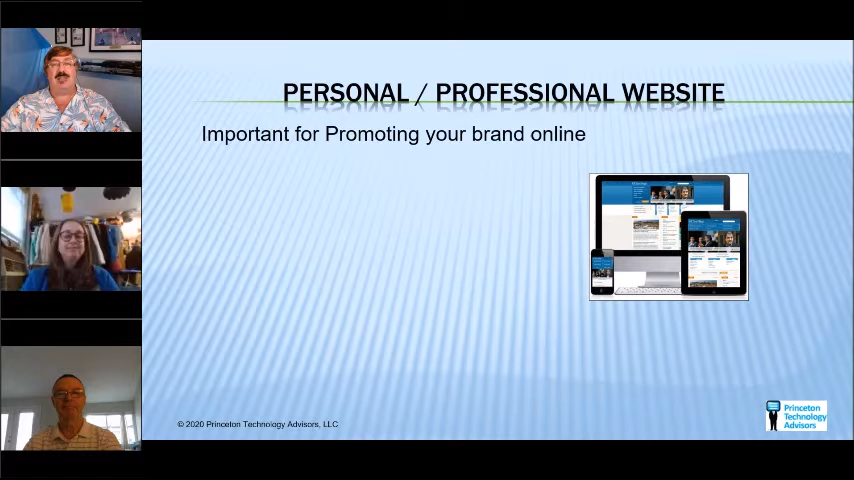 PERSONAL / PROFESSIONAL WEBSITE
Important for Promoting your brand online
© 2020 Princeton Technology Advisors, LLC
Princeton
Technology
Advisors